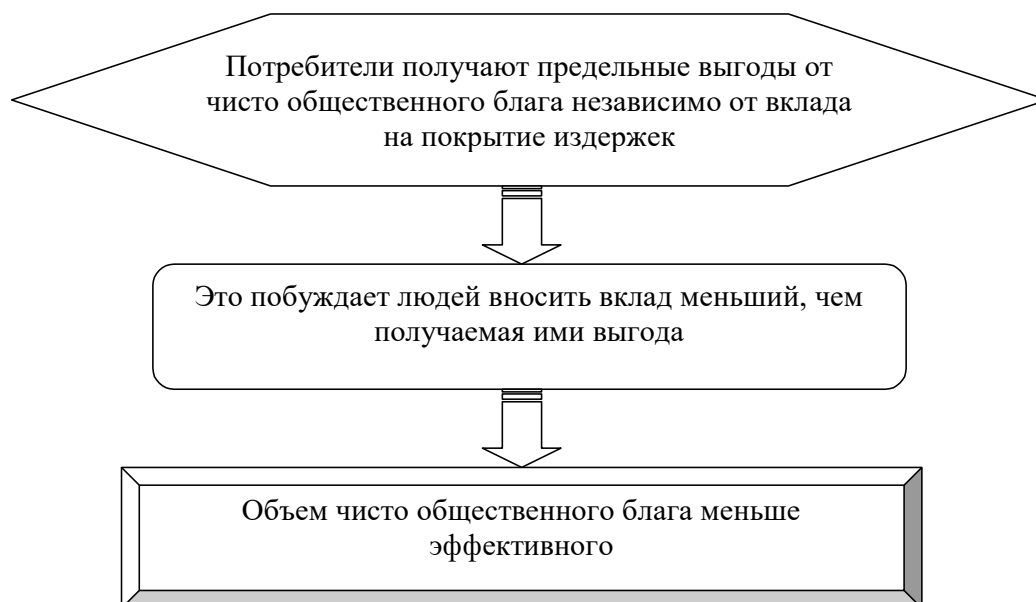 Потребители получают предельные выгоды от
чисто общественного блага независимо от вклада
на покрытие издержек
Это побуждает людей вносить вклад меньший, чем
получаемая ими выгода
Объем чисто общественного блага меньше
эффективного